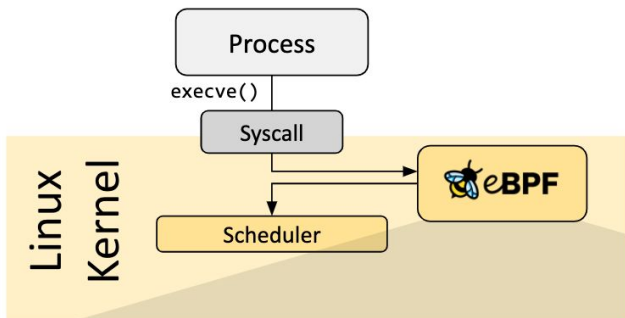 Process
execve()
Syscall
eBPF
Scheduler
Linux
Kernel